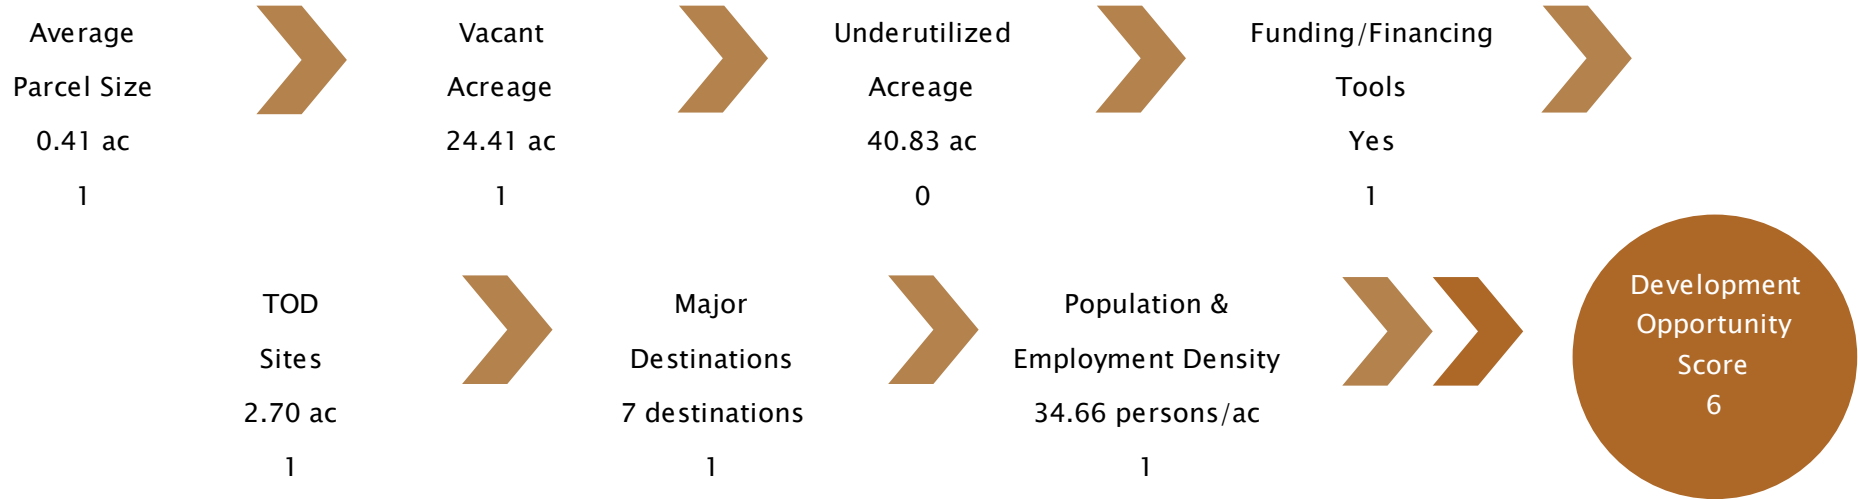 Average
Parcel Size
0.41 ac
1
Vacant
Acreage
24.41 ac
1
Underutilized
Acreage
40.83 ac
0
Funding/Financing
Tools
Yes
1
TOD
Sites
2.70 ac
1
Major
Destinations
7 destinations
1
Population &
Employment Density
34.66 persons/ac
1
Development
Opportunity
Score
6